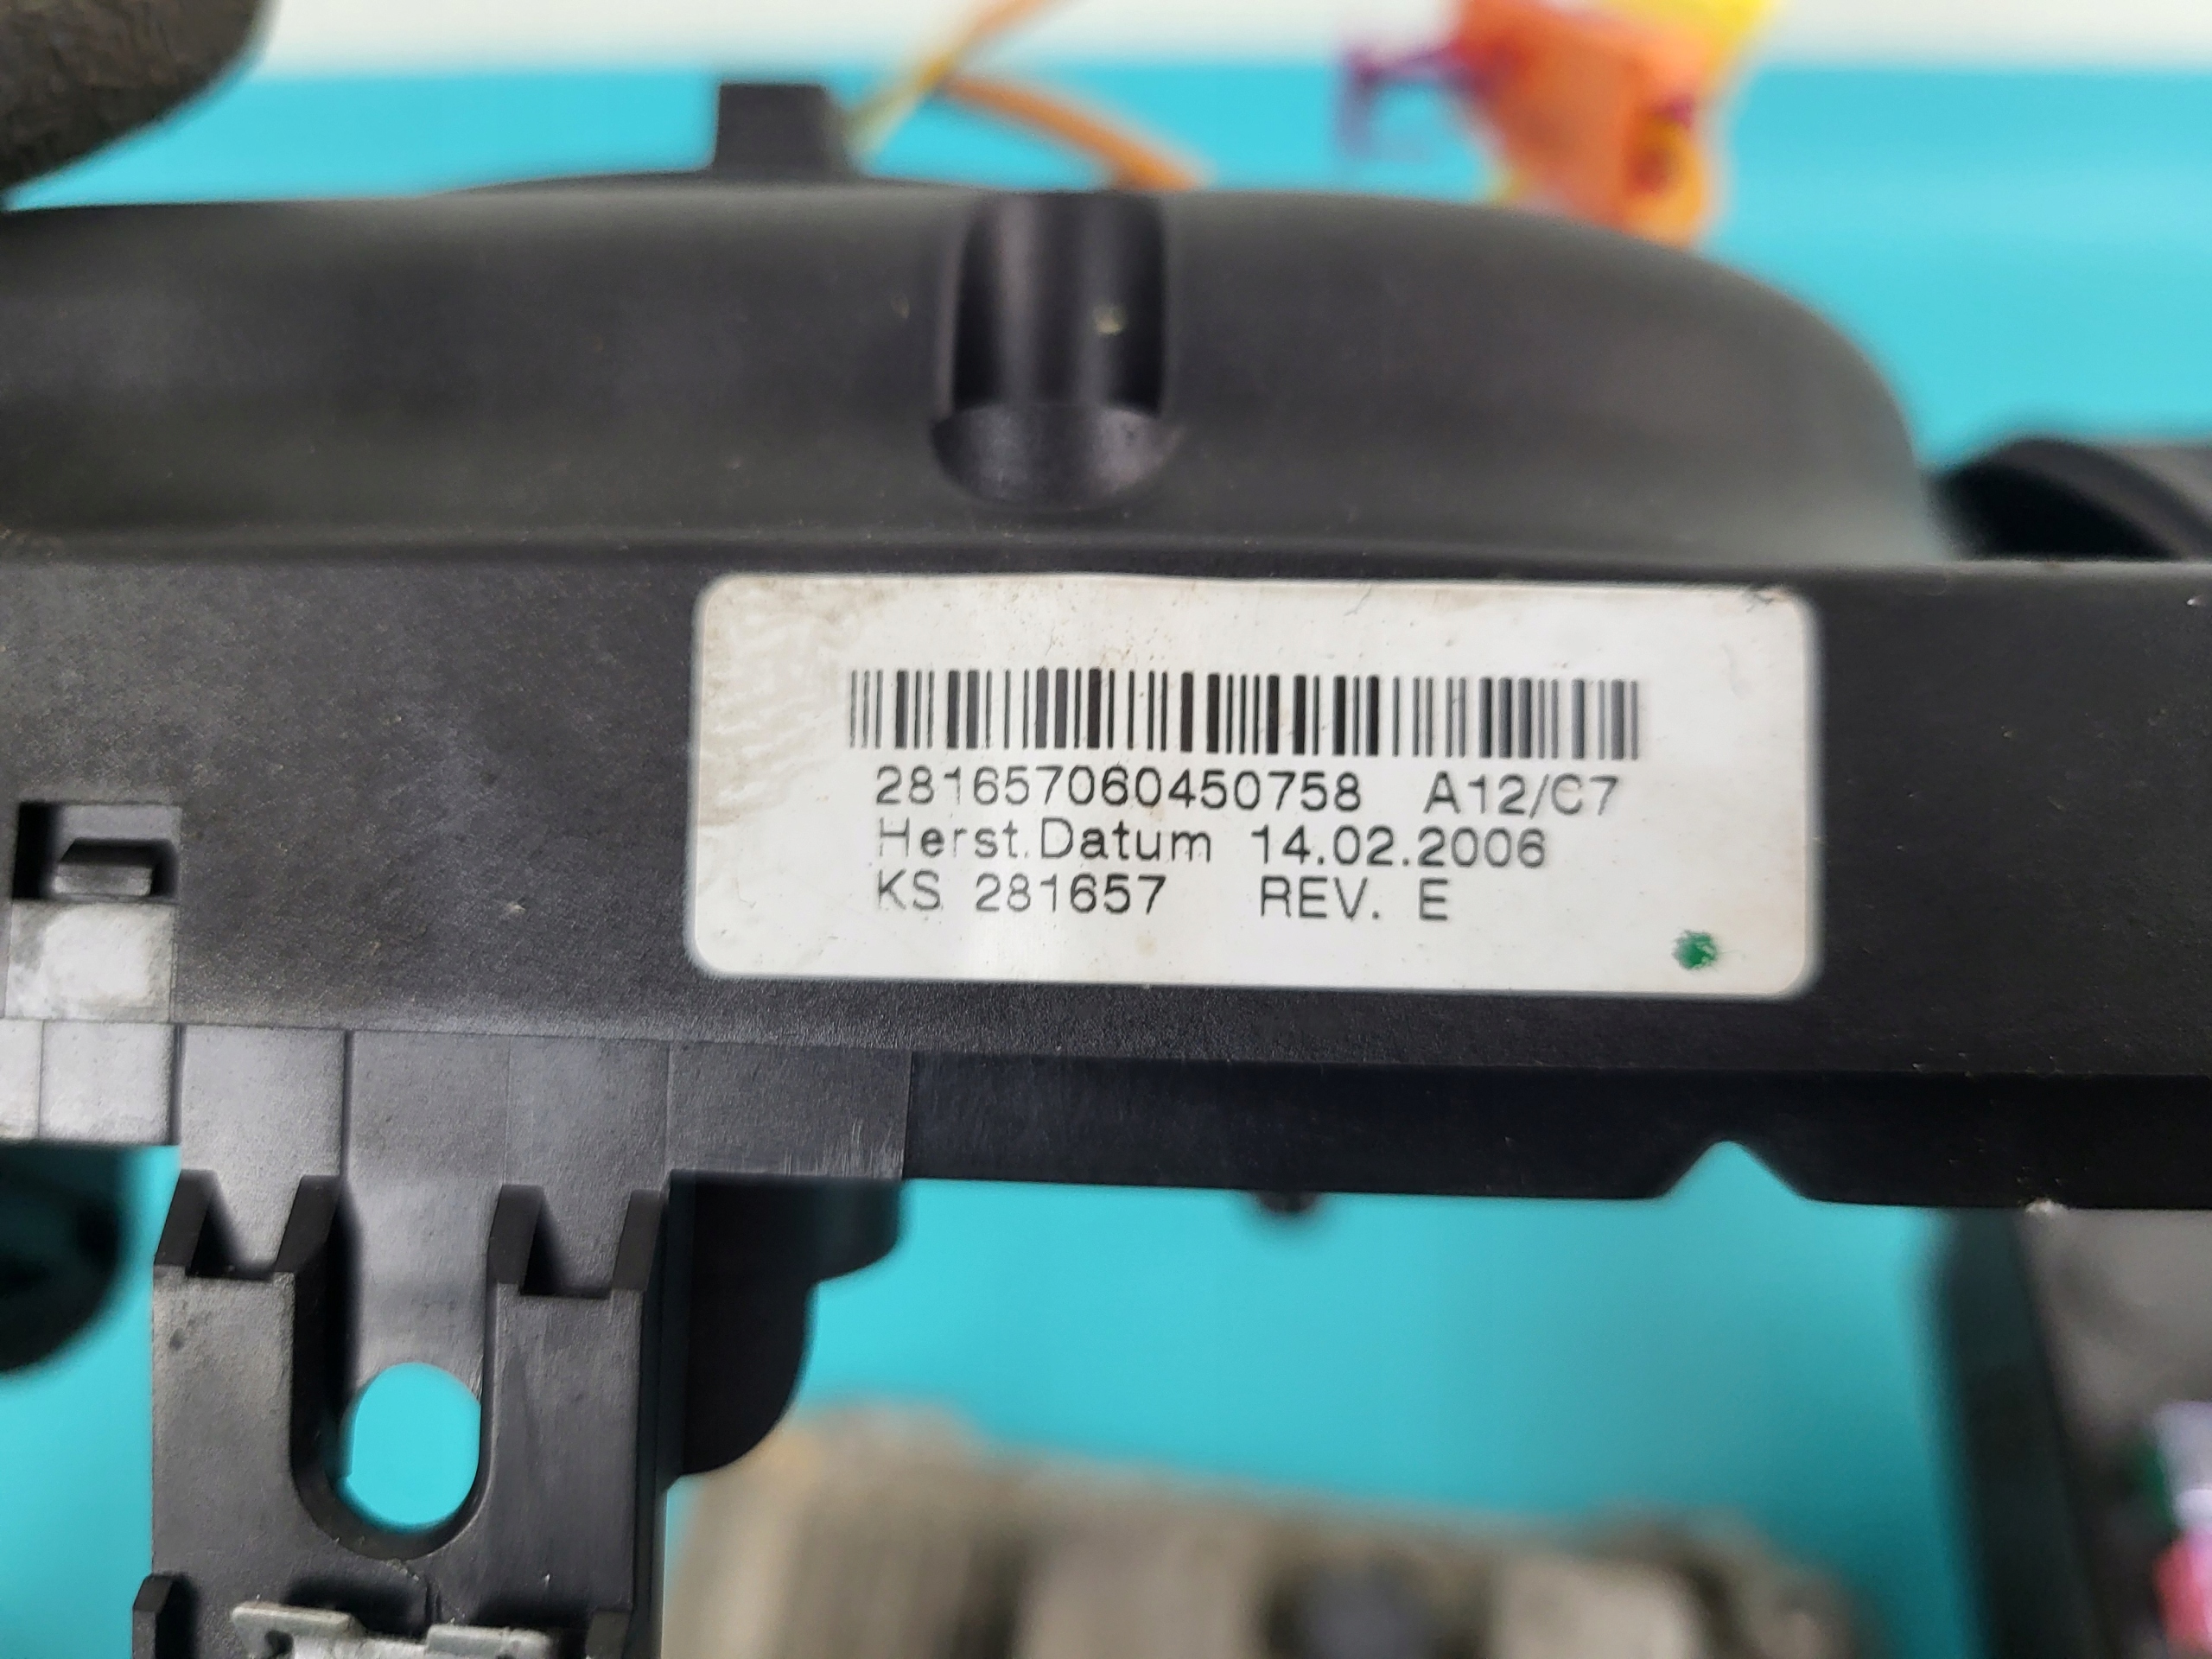 281657060450758 A12/C7
Herst.Datum 14.02.2006
KS 281657 REV. E